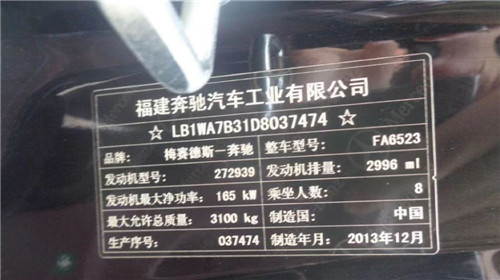 福建奔驰汽车工业有限公司
☆ LB1WA7B31D8037474 ☆
品牌: 梅赛德斯－奔驰 整车型号: FA6523
发动机型号: 272939 发动机排量: 2996 ml
发动机最大净功率: 165 kW 乘坐人数: 8
最大允许总质量: 3100 kg 制造国: 中国
生产序号: 037474 制造年月: 2013年12月